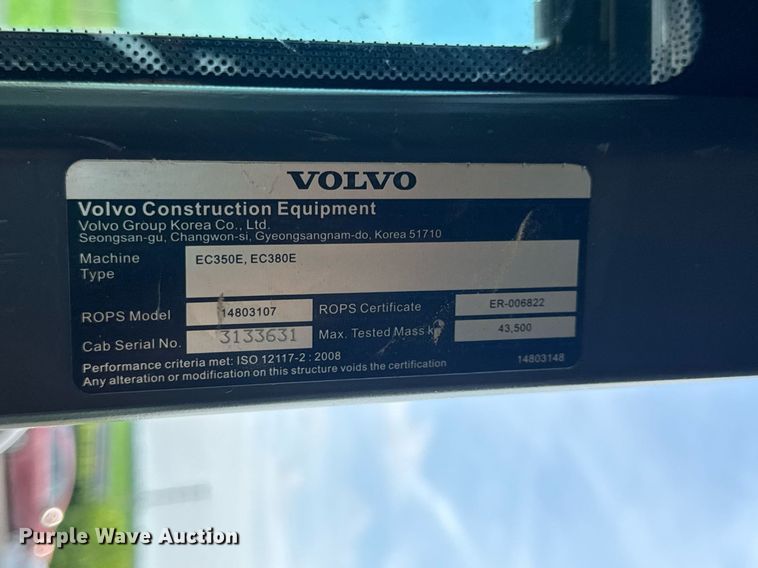 VOLVO
Volvo Construction Equipment
Volvo Group Korea Co., Ltd.
Seongsan-gu, Changwon-si, Gyeongsangnam-do, Korea 51710
Machine Type EC350E, EC380E
ROPS Model 14803107 ROPS Certificate ER-006822
Cab Serial No. 3133631 Max. Tested Mass kg 43,500
Performance criteria met: ISO 12117-2 : 2008
Any alteration or modification on this structure voids the certification 14803148
Purple Wave Auction